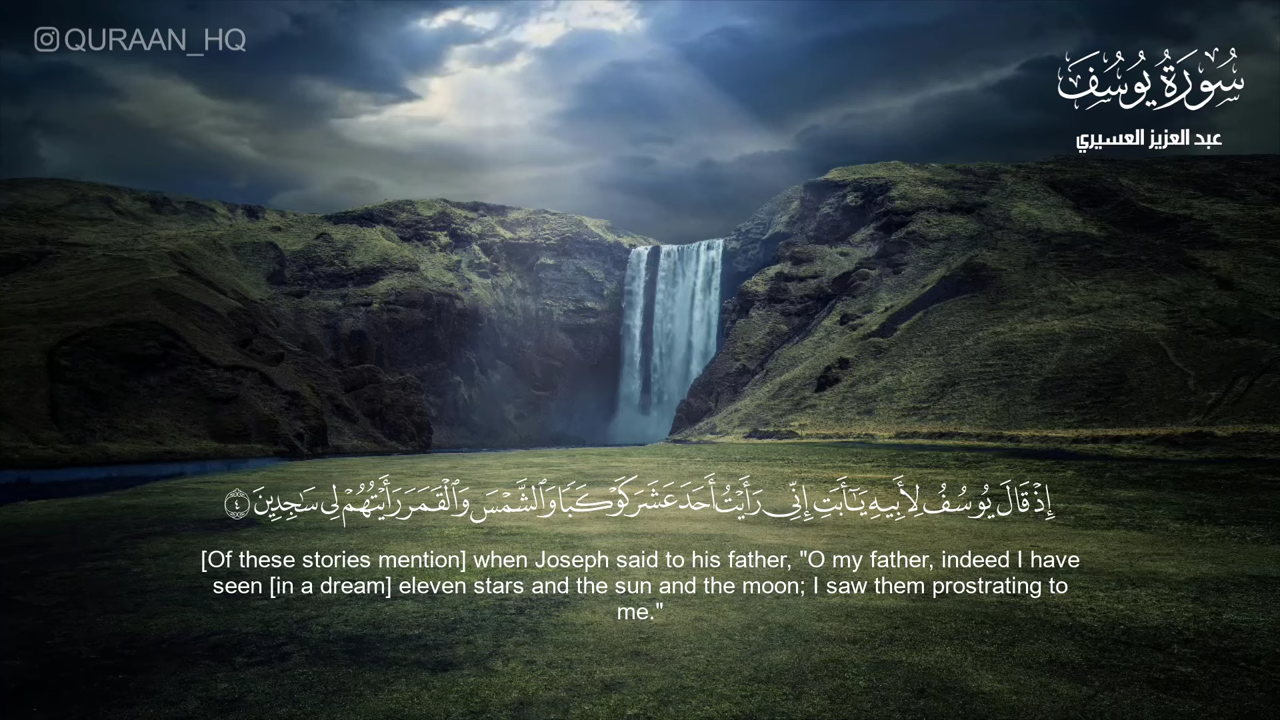 QURAAN_HQ
سُورَةُ يُوسُفَ
عبد العزيز العسيري
إِذْ قَالَ يُوسُفُ لِأَبِيهِ يَٰٓأَبَتِ إِنِّى رَأَيْتُ أَحَدَ عَشَرَ كَوْكَبًا وَٱلشَّمْسَ وَٱلْقَمَرَ رَأَيْتُهُمْ لِى سَٰجِدِينَ ٤
[Of these stories mention] when Joseph said to his father, "O my father, indeed I have
seen [in a dream] eleven stars and the sun and the moon; I saw them prostrating to
me."